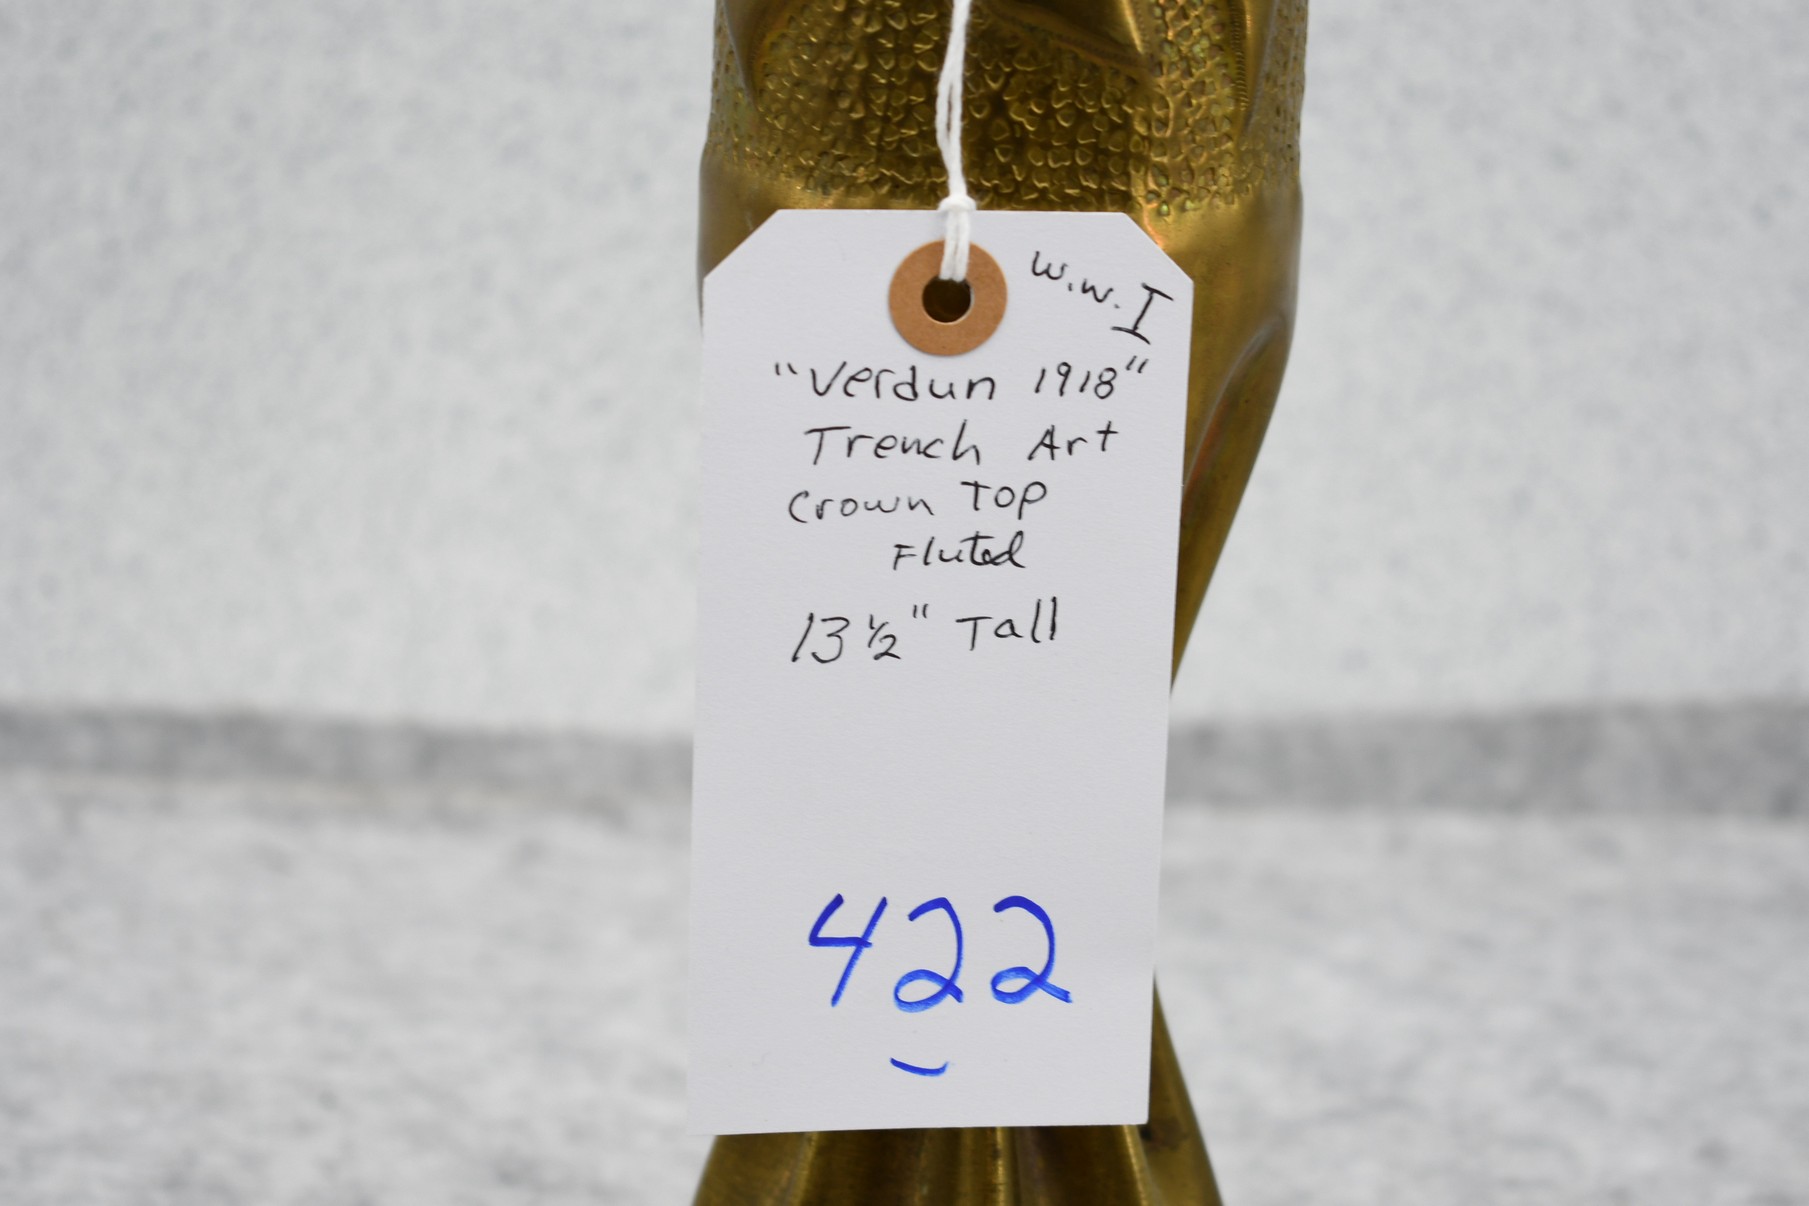 W.W. I
"Verdun 1918"
Trench Art
Crown Top
Fluted
13 ½" Tall
422